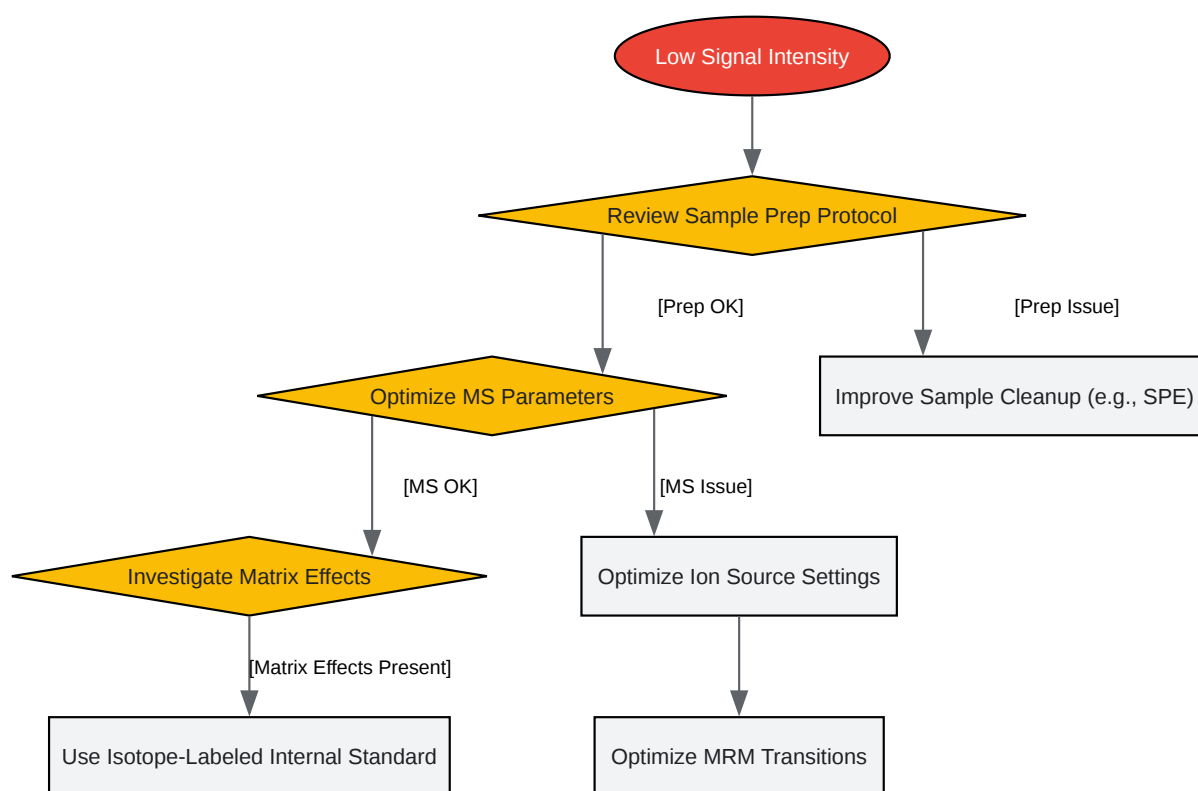 Low Signal Intensity
Review Sample Prep Protocol
[Prep OK]
[Prep Issue]
Optimize MS Parameters
Improve Sample Cleanup (e.g., SPE)
[MS OK]
[MS Issue]
Investigate Matrix Effects
Optimize Ion Source Settings
[Matrix Effects Present]
Use Isotope-Labeled Internal Standard
Optimize MRM Transitions